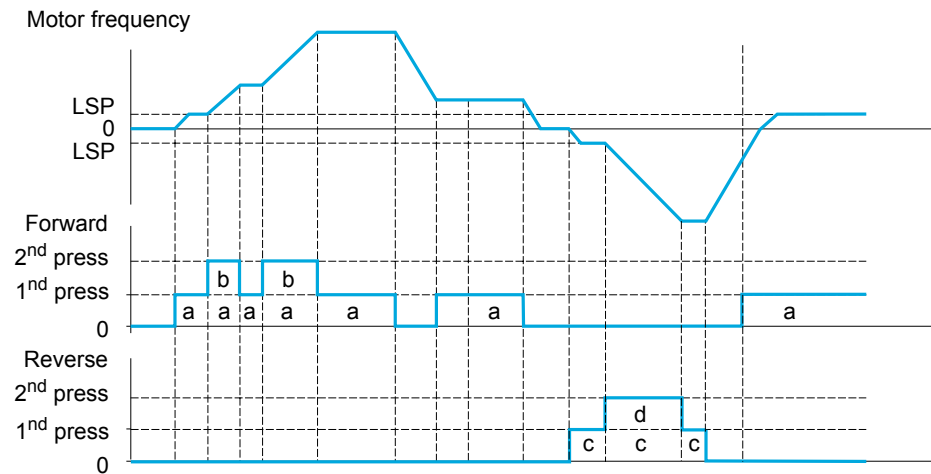 Motor frequency
LSP
0
LSP
Forward
2nd press
b b
1nd press
a a a a a a a
0
Reverse
2nd press
d
1nd press
c c c
0